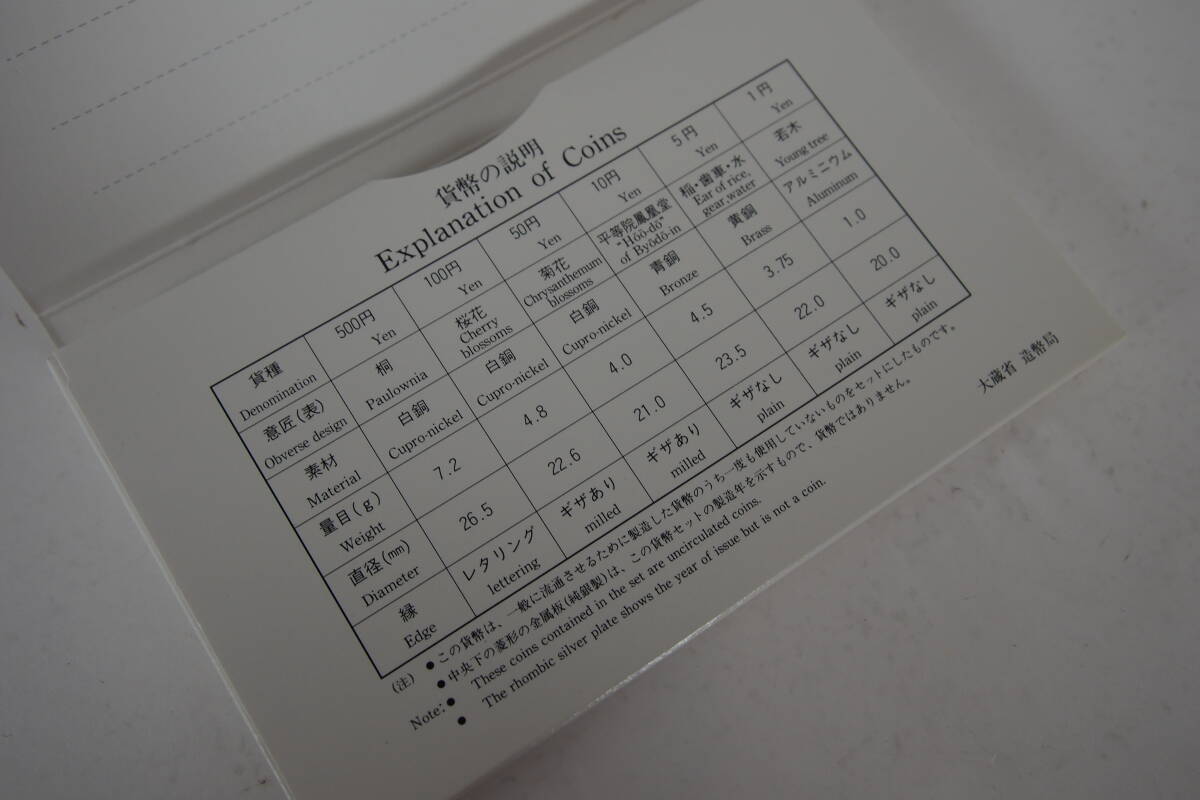 貨幣の説明
Explanation of Coins
貨種 500円 100円 50円 10円 5円 1円
Denomination Yen Yen Yen Yen Yen Yen
意匠(表) 桐 桜花 菊花 平等院鳳凰堂 稲・歯車・水 若木
Obverse design Paulownia Cherry blossoms Chrysanthemum blossoms "Hōō-dō" of Byōdō-in Ear of rice, gear, water Young tree
素材 白銅 白銅 白銅 青銅 黄銅 アルミニウム
Material Cupro-nickel Cupro-nickel Cupro-nickel Bronze Brass Aluminum
量目(g) 7.2 4.8 4.0 4.5 3.75 1.0
Weight
直径(mm) 26.5 22.6 21.0 23.5 22.0 20.0
Diameter
縁 レタリング ギザあり ギザあり ギザなし ギザなし ギザなし
Edge lettering milled milled plain plain plain
(注) ●この貨幣は、一般に流通させるために製造した貨幣のうち一度も使用していないものをセットにしたものです。
●中央下の菱形の金属板(純銀製)は、この貨幣セットの製造年を示すもので、貨幣ではありません。
Note: ● These coins contained in the set are uncirculated coins.
● The rhombic silver plate shows the year of issue but is not a coin.
大蔵省 造幣局